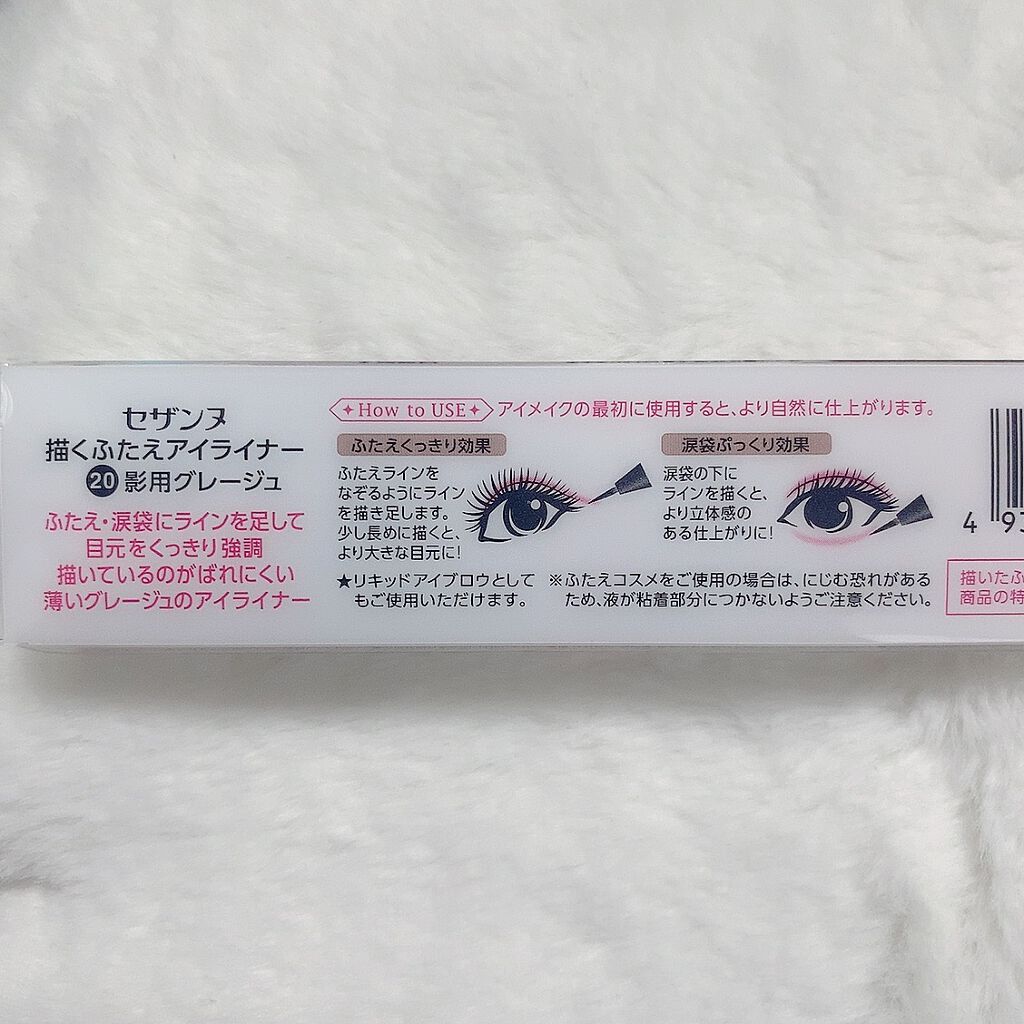 セザンヌ
描くふたえアイライナー
20 影用グレージュ
ふたえ・涙袋にラインを足して
目元をくっきり強調
描いているのがばれにくい
薄いグレージュのアイライナー
How to USE アイメイクの最初に使用すると、より自然に仕上がります。
ふたえくっきり効果
ふたえラインを
なぞるようにライン
を描き足します。
少し長めに描くと、
より大きな目元に!
★リキッドアイブロウとして
もご使用いただけます。
涙袋ぷっくり効果
涙袋の下に
ラインを描くと、
より立体感の
ある仕上がりに!
※ふたえコスメをご使用の場合は、にじむ恐れがある
ため、液が粘着部分につかないようご注意ください。
4 93
描いたふ
商品の特